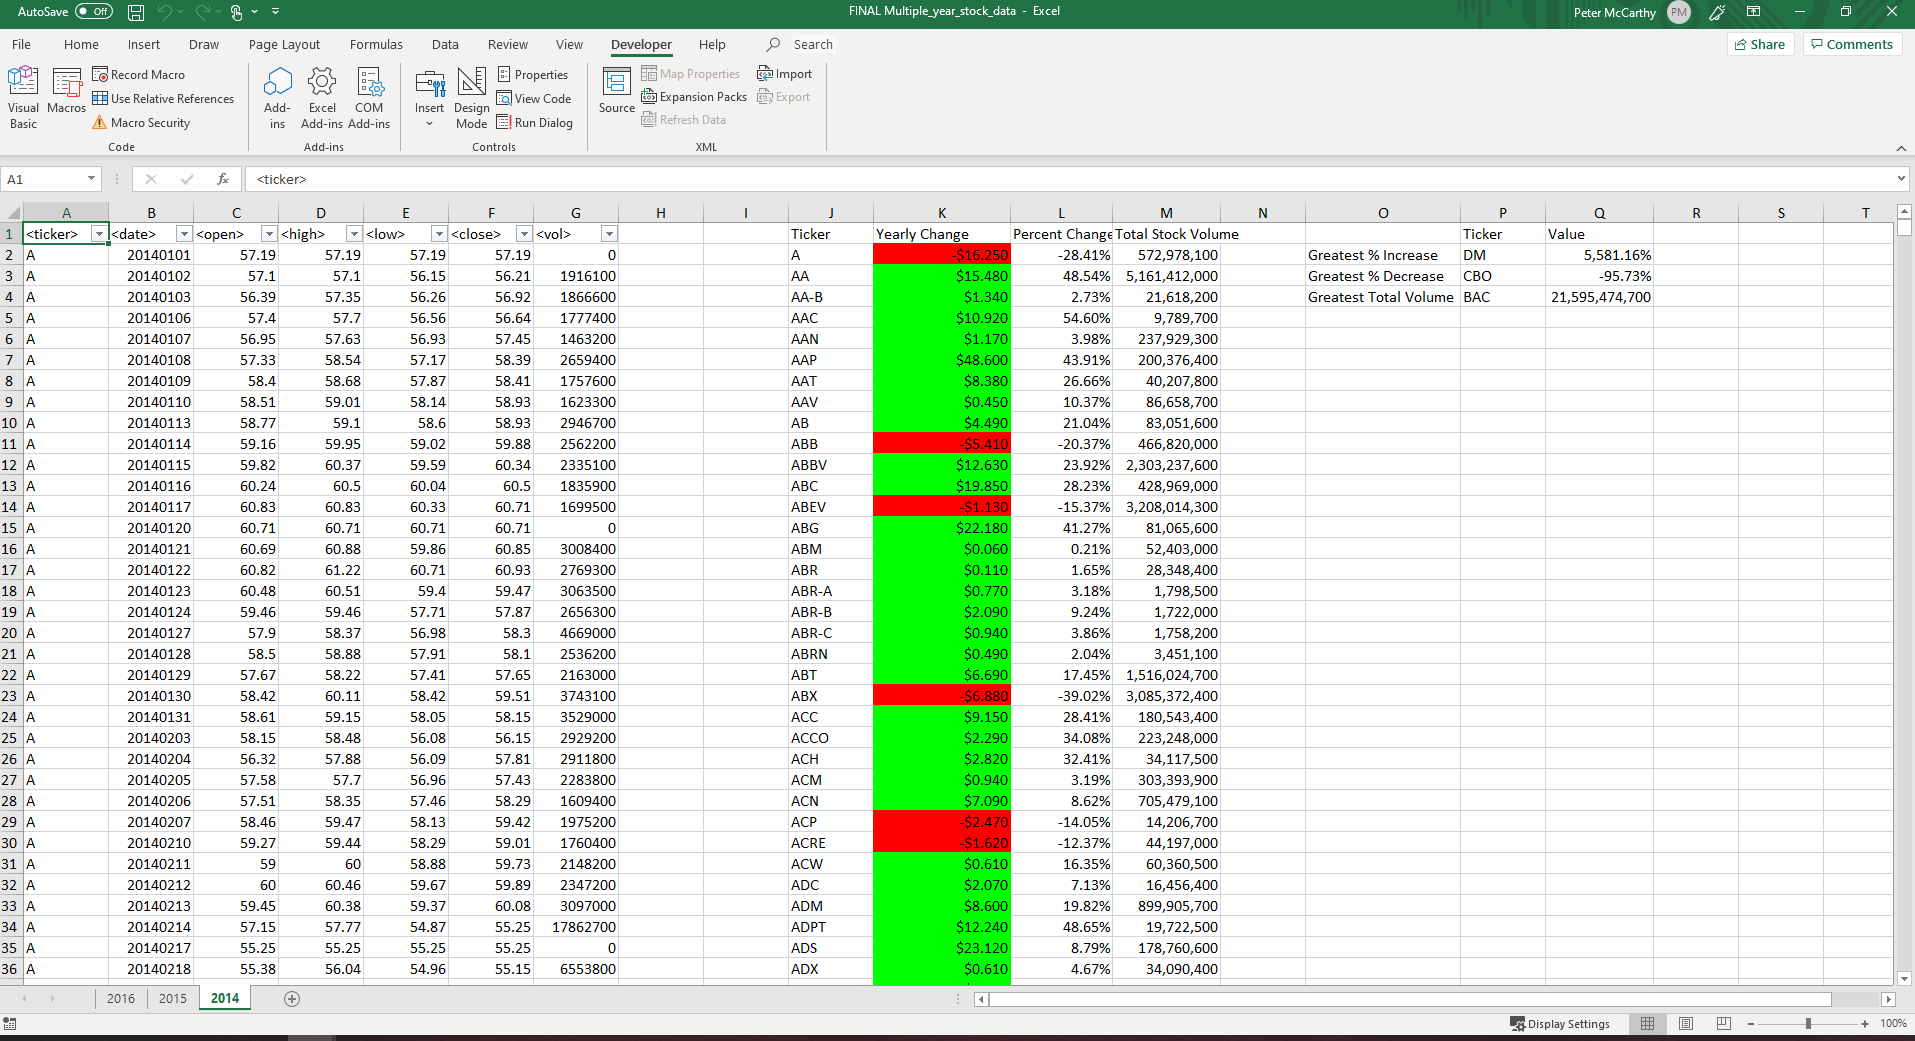 AutoSave Off
FINAL Multiple_year_stock_data - Excel
Peter McCarthy PM
File Home Insert Draw Page Layout Formulas Data Review View Developer Help Search
Share Comments
Visual Basic
Macros
Record Macro
Use Relative References
Macro Security
Code
Add-ins
Excel Add-ins
COM Add-ins
Add-ins
Insert
Design Mode
Properties
View Code
Run Dialog
Controls
Source
Map Properties
Expansion Packs
Refresh Data
Import
Export
XML
A1 fx <ticker>
A B C D E F G H I J K L M N O P Q R S T
1 <ticker> <date> <open> <high> <low> <close> <vol> Ticker Yearly Change Percent Change Total Stock Volume Ticker Value
2 A 20140101 57.19 57.19 57.19 57.19 0 A -$16.250 -28.41% 572,978,100 Greatest % Increase DM 5,581.16%
3 A 20140102 57.1 57.1 56.15 56.21 1916100 AA $15.480 48.54% 5,161,412,000 Greatest % Decrease CBO -95.73%
4 A 20140103 56.39 57.35 56.26 56.92 1866600 AA-B $1.340 2.73% 21,618,200 Greatest Total Volume BAC 21,595,474,700
5 A 20140106 57.4 57.7 56.56 56.64 1777400 AAC $10.920 54.60% 9,789,700
6 A 20140107 56.95 57.63 56.93 57.45 1463200 AAN $1.170 3.98% 237,929,300
7 A 20140108 57.33 58.54 57.17 58.39 2659400 AAP $48.600 43.91% 200,376,400
8 A 20140109 58.4 58.68 57.87 58.41 1757600 AAT $8.380 26.66% 40,207,800
9 A 20140110 58.51 59.01 58.14 58.93 1623300 AAV $0.450 10.37% 86,658,700
10 A 20140113 58.77 59.1 58.6 58.93 2946700 AB $4.490 21.04% 83,051,600
11 A 20140114 59.16 59.95 59.02 59.88 2562200 ABB -$5.410 -20.37% 466,820,000
12 A 20140115 59.82 60.37 59.59 60.34 2335100 ABBV $12.630 23.92% 2,303,237,600
13 A 20140116 60.24 60.5 60.04 60.5 1835900 ABC $19.850 28.23% 428,969,000
14 A 20140117 60.83 60.83 60.33 60.71 1699500 ABEV -$1.130 -15.37% 3,208,014,300
15 A 20140120 60.71 60.71 60.71 60.71 0 ABG $22.180 41.27% 81,065,600
16 A 20140121 60.69 60.88 59.86 60.85 3008400 ABM $0.060 0.21% 52,403,000
17 A 20140122 60.82 61.22 60.71 60.93 2769300 ABR $0.110 1.65% 28,348,400
18 A 20140123 60.48 60.51 59.4 59.47 3063500 ABR-A $0.770 3.18% 1,798,500
19 A 20140124 59.46 59.46 57.71 57.87 2656300 ABR-B $2.090 9.24% 1,722,000
20 A 20140127 57.9 58.37 56.98 58.3 4669000 ABR-C $0.940 3.86% 1,758,200
21 A 20140128 58.5 58.88 57.91 58.1 2536200 ABRN $0.490 2.04% 3,451,100
22 A 20140129 57.67 58.22 57.41 57.65 2163000 ABT $6.690 17.45% 1,516,024,700
23 A 20140130 58.42 60.11 58.42 59.51 3743100 ABX -$6.880 -39.02% 3,085,372,400
24 A 20140131 58.61 59.15 58.05 58.15 3529000 ACC $9.150 28.41% 180,543,400
25 A 20140203 58.15 58.48 56.08 56.15 2929200 ACCO $2.290 34.08% 223,248,000
26 A 20140204 56.32 57.88 56.09 57.81 2911800 ACH $2.820 32.41% 34,117,500
27 A 20140205 57.58 57.7 56.96 57.43 2283800 ACM $0.940 3.19% 303,393,900
28 A 20140206 57.51 58.35 57.46 58.29 1609400 ACN $7.090 8.62% 705,479,100
29 A 20140207 58.46 59.47 58.13 59.42 1975200 ACP -$2.470 -14.05% 14,206,700
30 A 20140210 59.27 59.44 58.29 59.01 1760400 ACRE -$1.620 -12.37% 44,197,000
31 A 20140211 59 60 58.88 59.73 2148200 ACW $0.610 16.35% 60,360,500
32 A 20140212 60 60.46 59.67 59.89 2347200 ADC $2.070 7.13% 16,456,400
33 A 20140213 59.45 60.38 59.37 60.08 3097000 ADM $8.600 19.82% 899,905,700
34 A 20140214 57.15 57.77 54.87 55.25 17862700 ADPT $12.240 48.65% 19,722,500
35 A 20140217 55.25 55.25 55.25 55.25 0 ADS $23.120 8.79% 178,760,600
36 A 20140218 55.38 56.04 54.96 55.15 6553800 ADX $0.610 4.67% 34,090,400
2016 2015 2014
Display Settings 100%